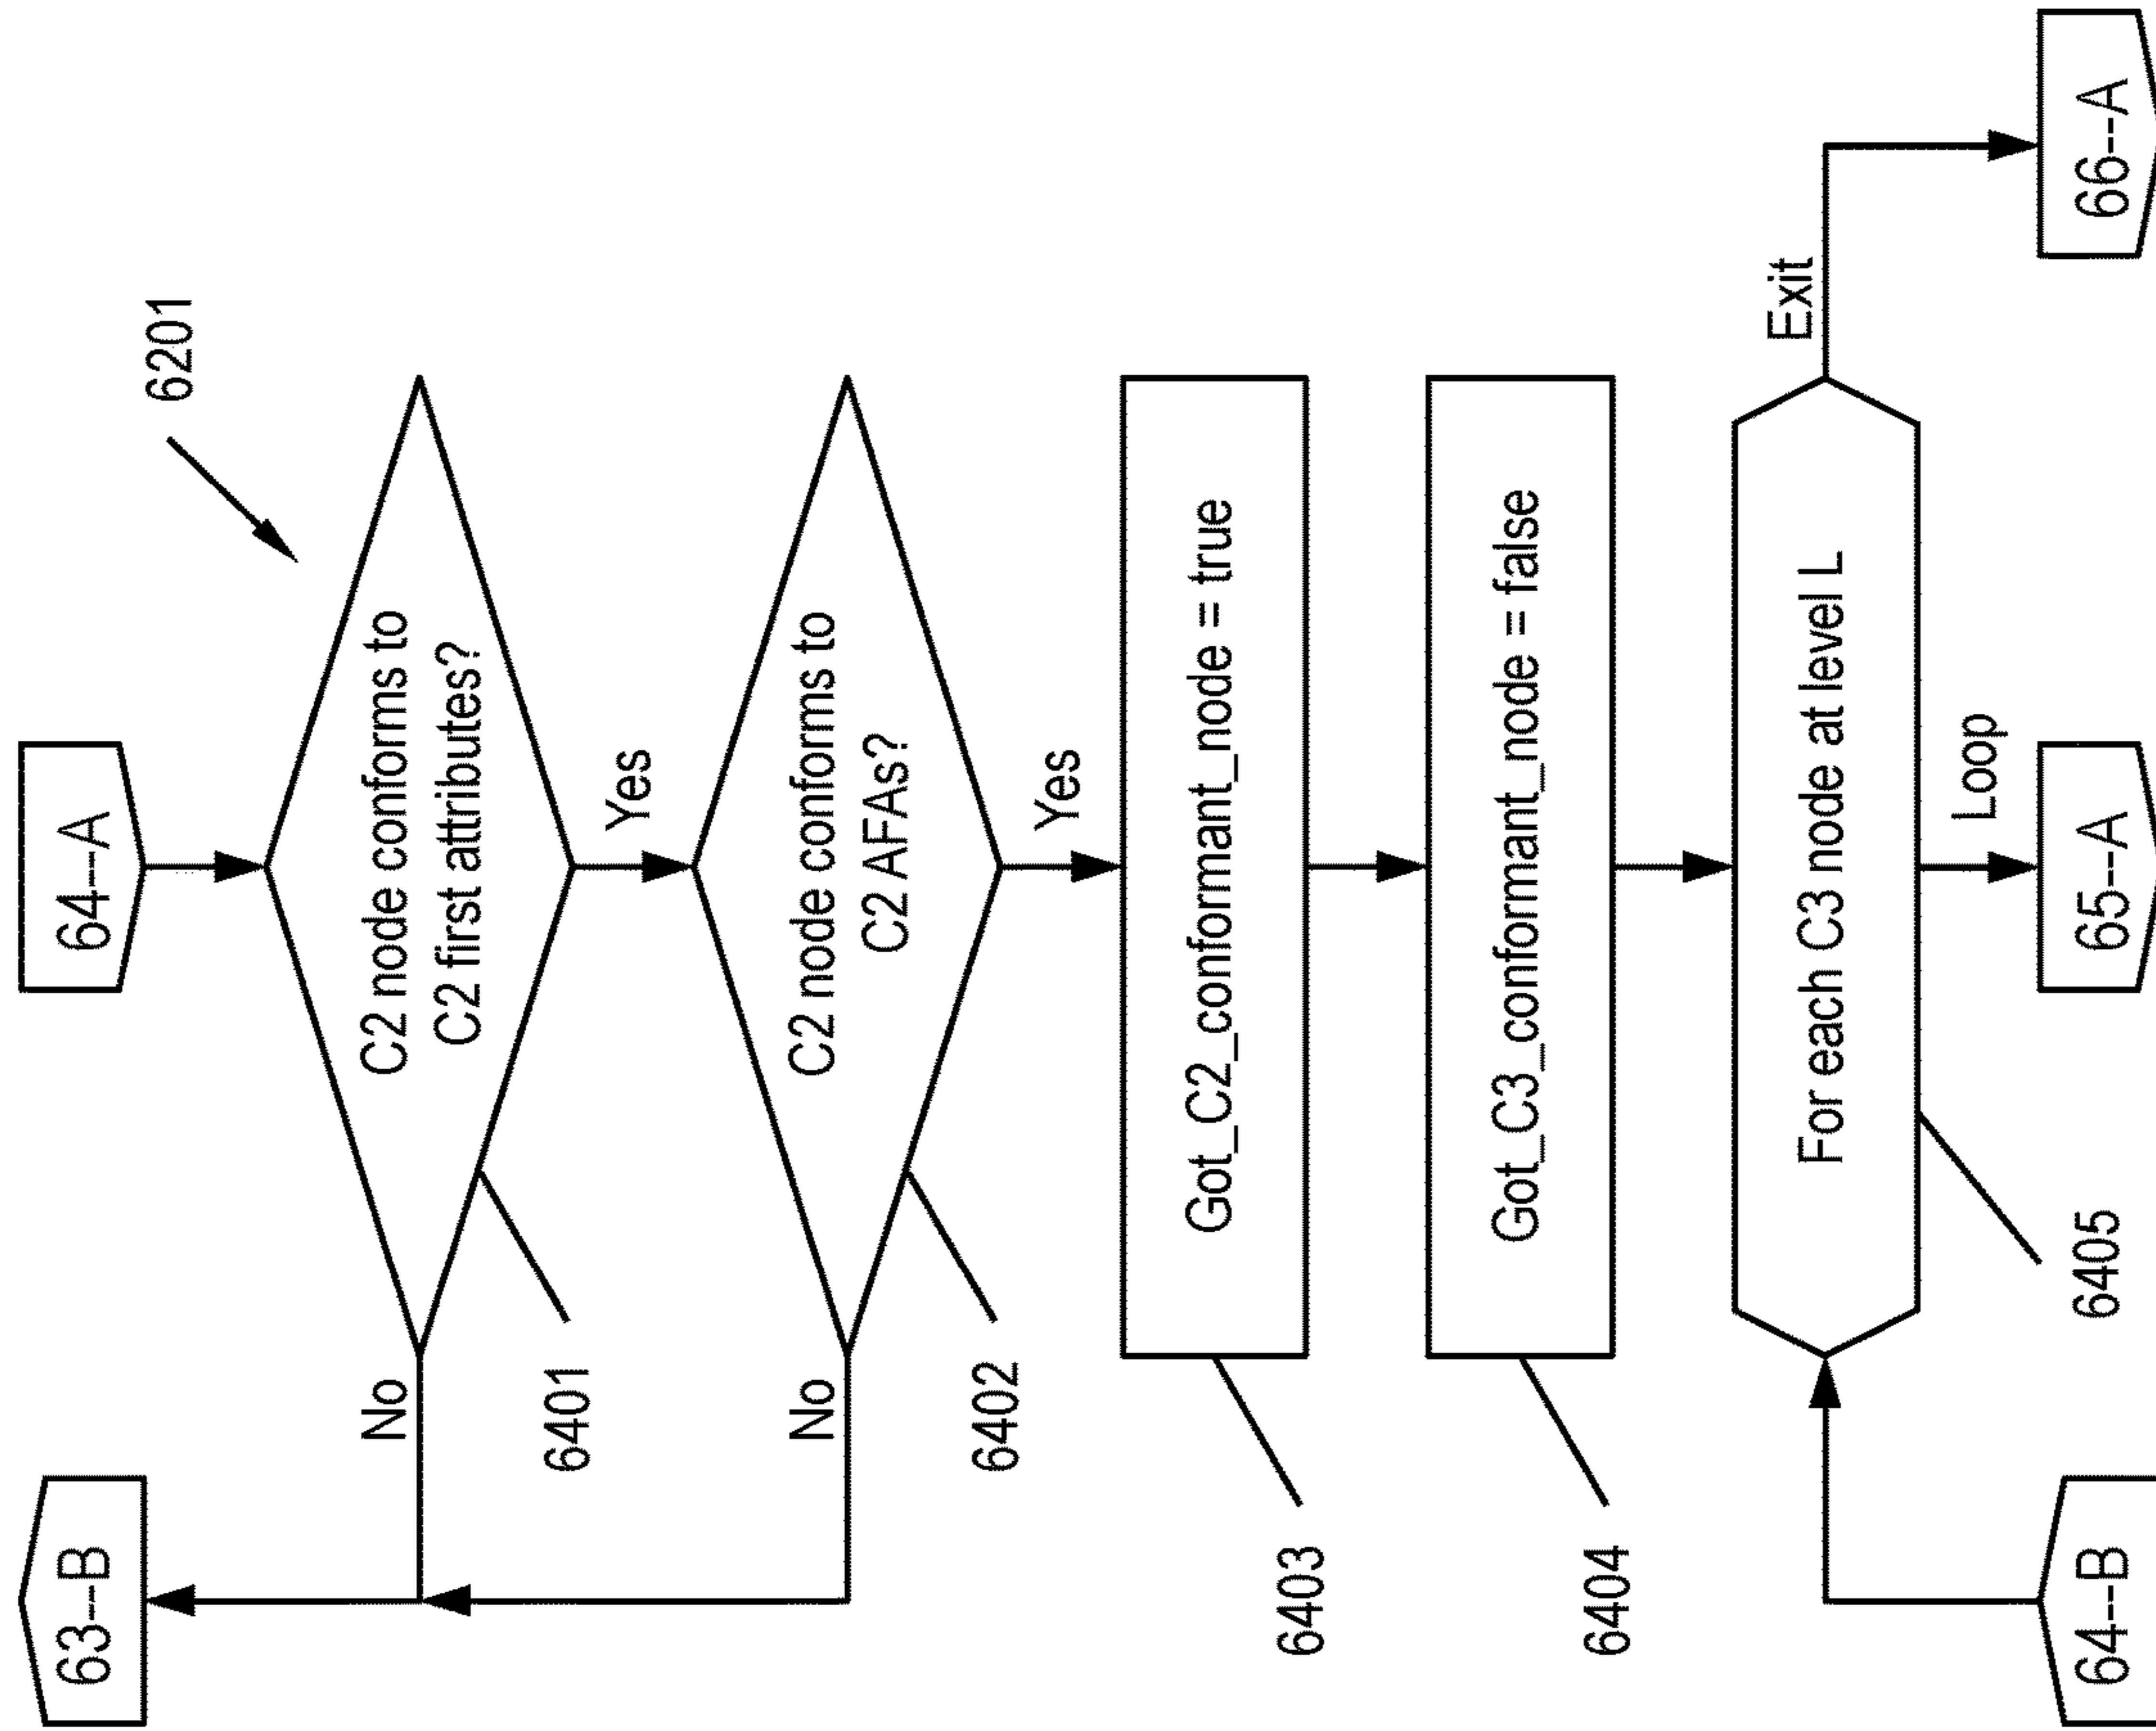 63--B
64--A
6201
No
C2 node conforms to
C2 first attributes?
6401
Yes
No
C2 node conforms to
C2 AFAs?
6402
Yes
Got_C2_conformant_node = true
6403
Got_C3_conformant_node = false
6404
For each C3 node at level L
Exit
6405
Loop
64--B
65--A
66--A